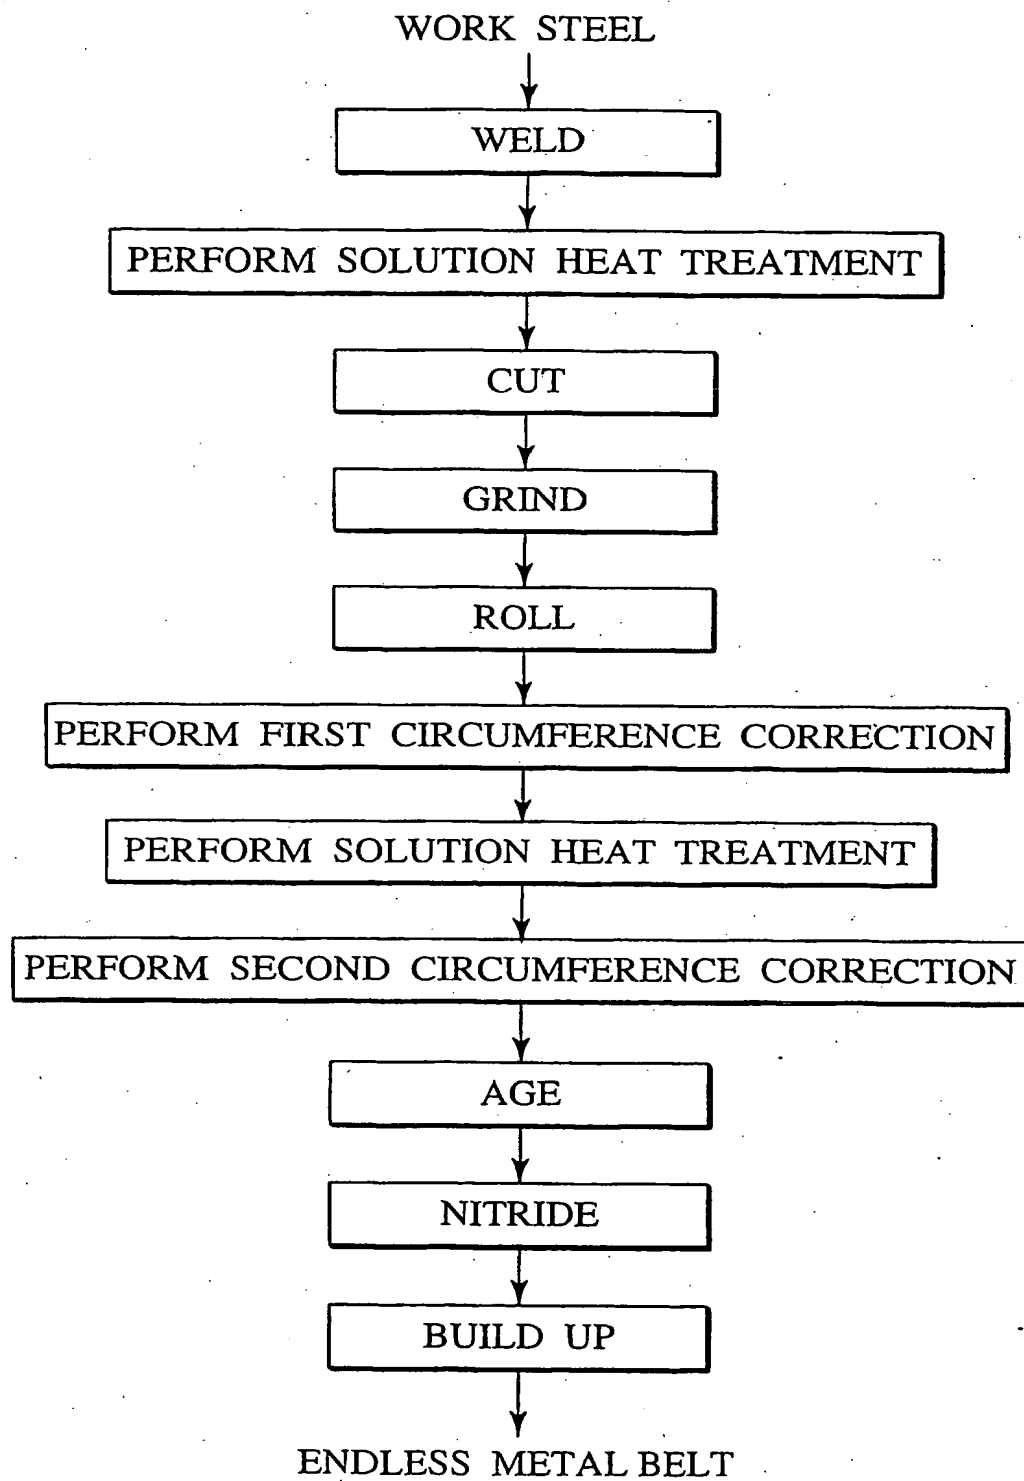 WORK STEEL
WELD
PERFORM SOLUTION HEAT TREATMENT
CUT
GRIND
ROLL
PERFORM FIRST CIRCUMFERENCE CORRECTION
PERFORM SOLUTION HEAT TREATMENT
PERFORM SECOND CIRCUMFERENCE CORRECTION
AGE
NITRIDE
BUILD UP
ENDLESS METAL BELT